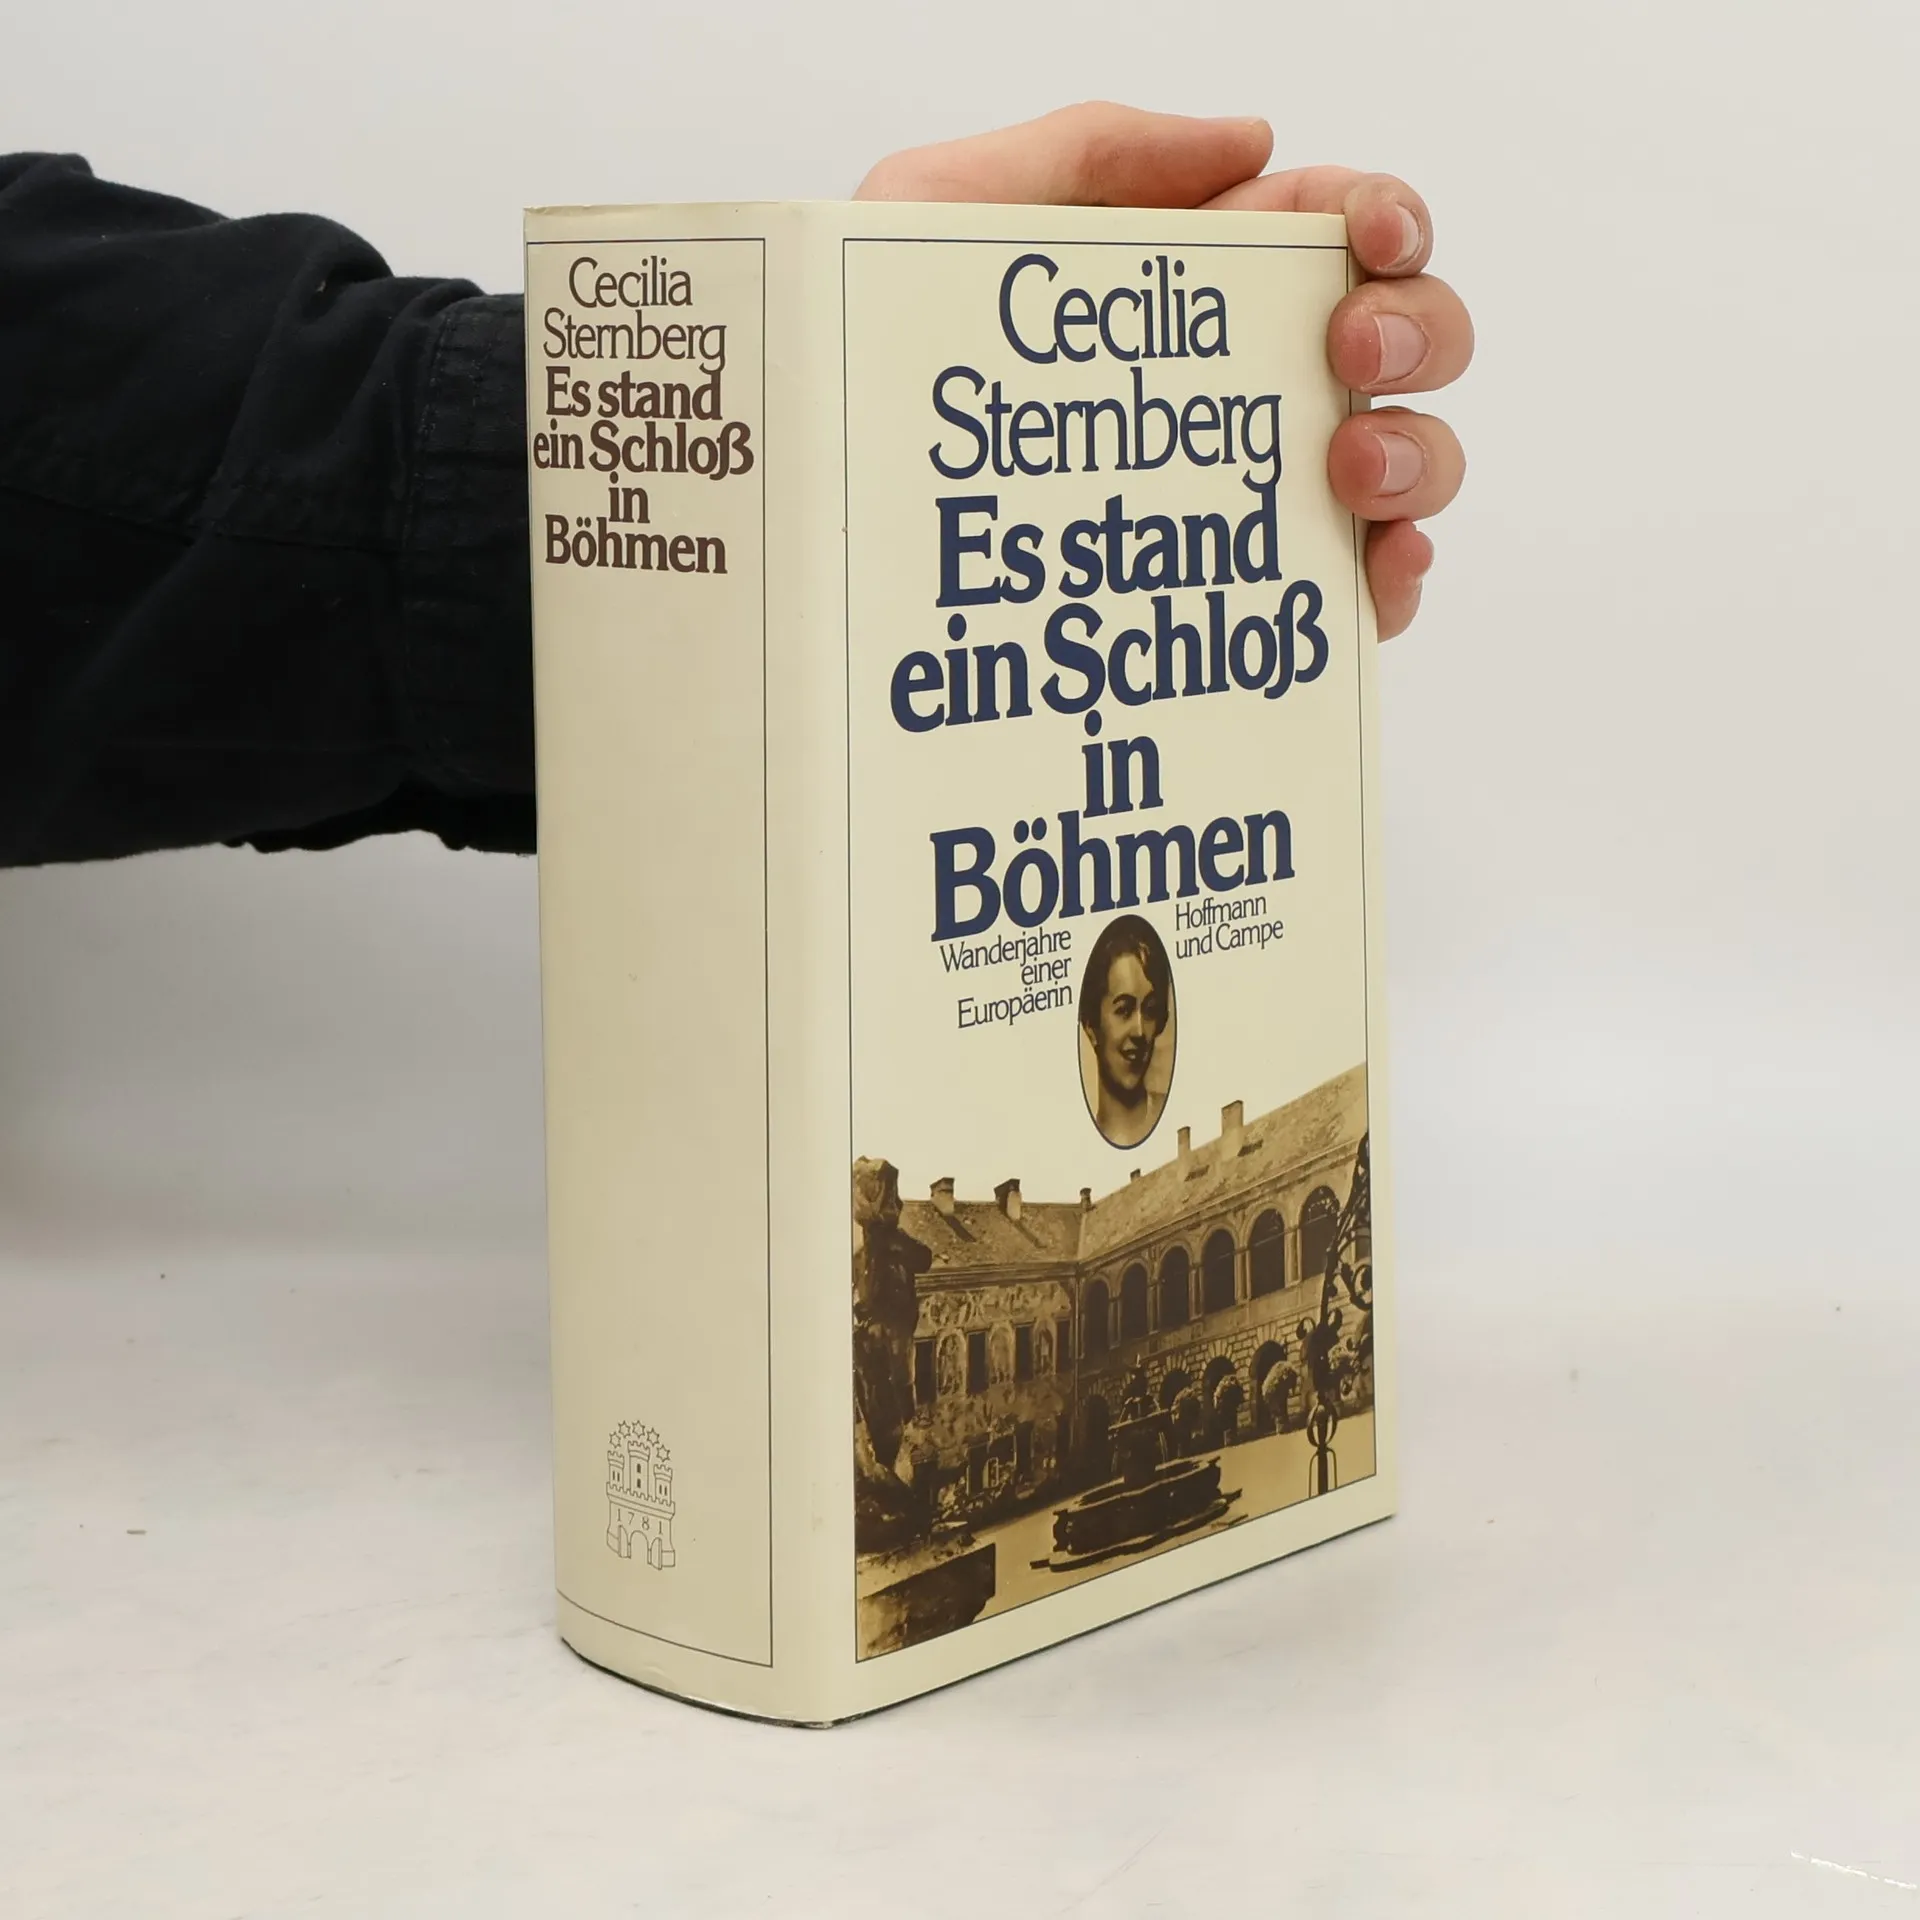 Cecilia
Sternberg
Es stand
ein Schloß
in
Böhmen
1781
Cecilia
Sternberg
Es stand
ein Schloß
in
Böhmen
Wanderjahre
einer
Europäerin
Hoffmann
und Campe